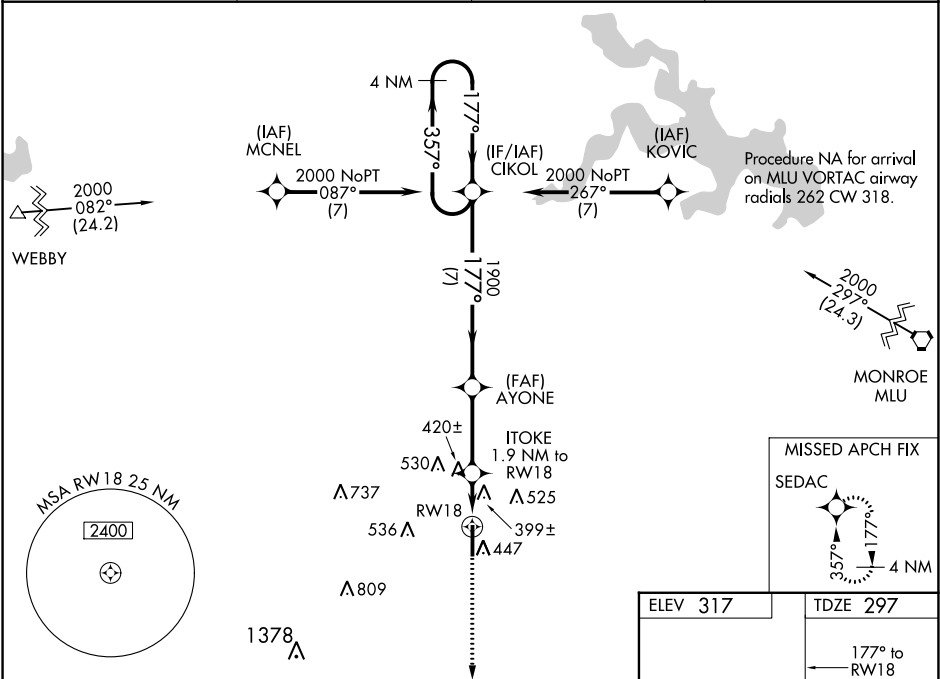 4 NM
177°
357°
(IAF)
MCNEL
(IF/IAF)
CIKOL
(IAF)
KOVIC
2000 NoPT
087°
(7)
2000 NoPT
267°
(7)
Procedure NA for arrival
on MLU VORTAC airway
radials 262 CW 318.
2000
082°
(24.2)
WEBBY
1900
177°
(7)
2000
297°
(24.3)
MONROE
MLU
(FAF)
AYONE
420±
530
ITOKE
1.9 NM to
RW18
737
525
RW18
536
399±
447
809
1378
MSA RW18 25 NM
2400
MISSED APCH FIX
SEDAC
357°
177°
4 NM
ELEV 317
TDZE 297
177° to
RW18